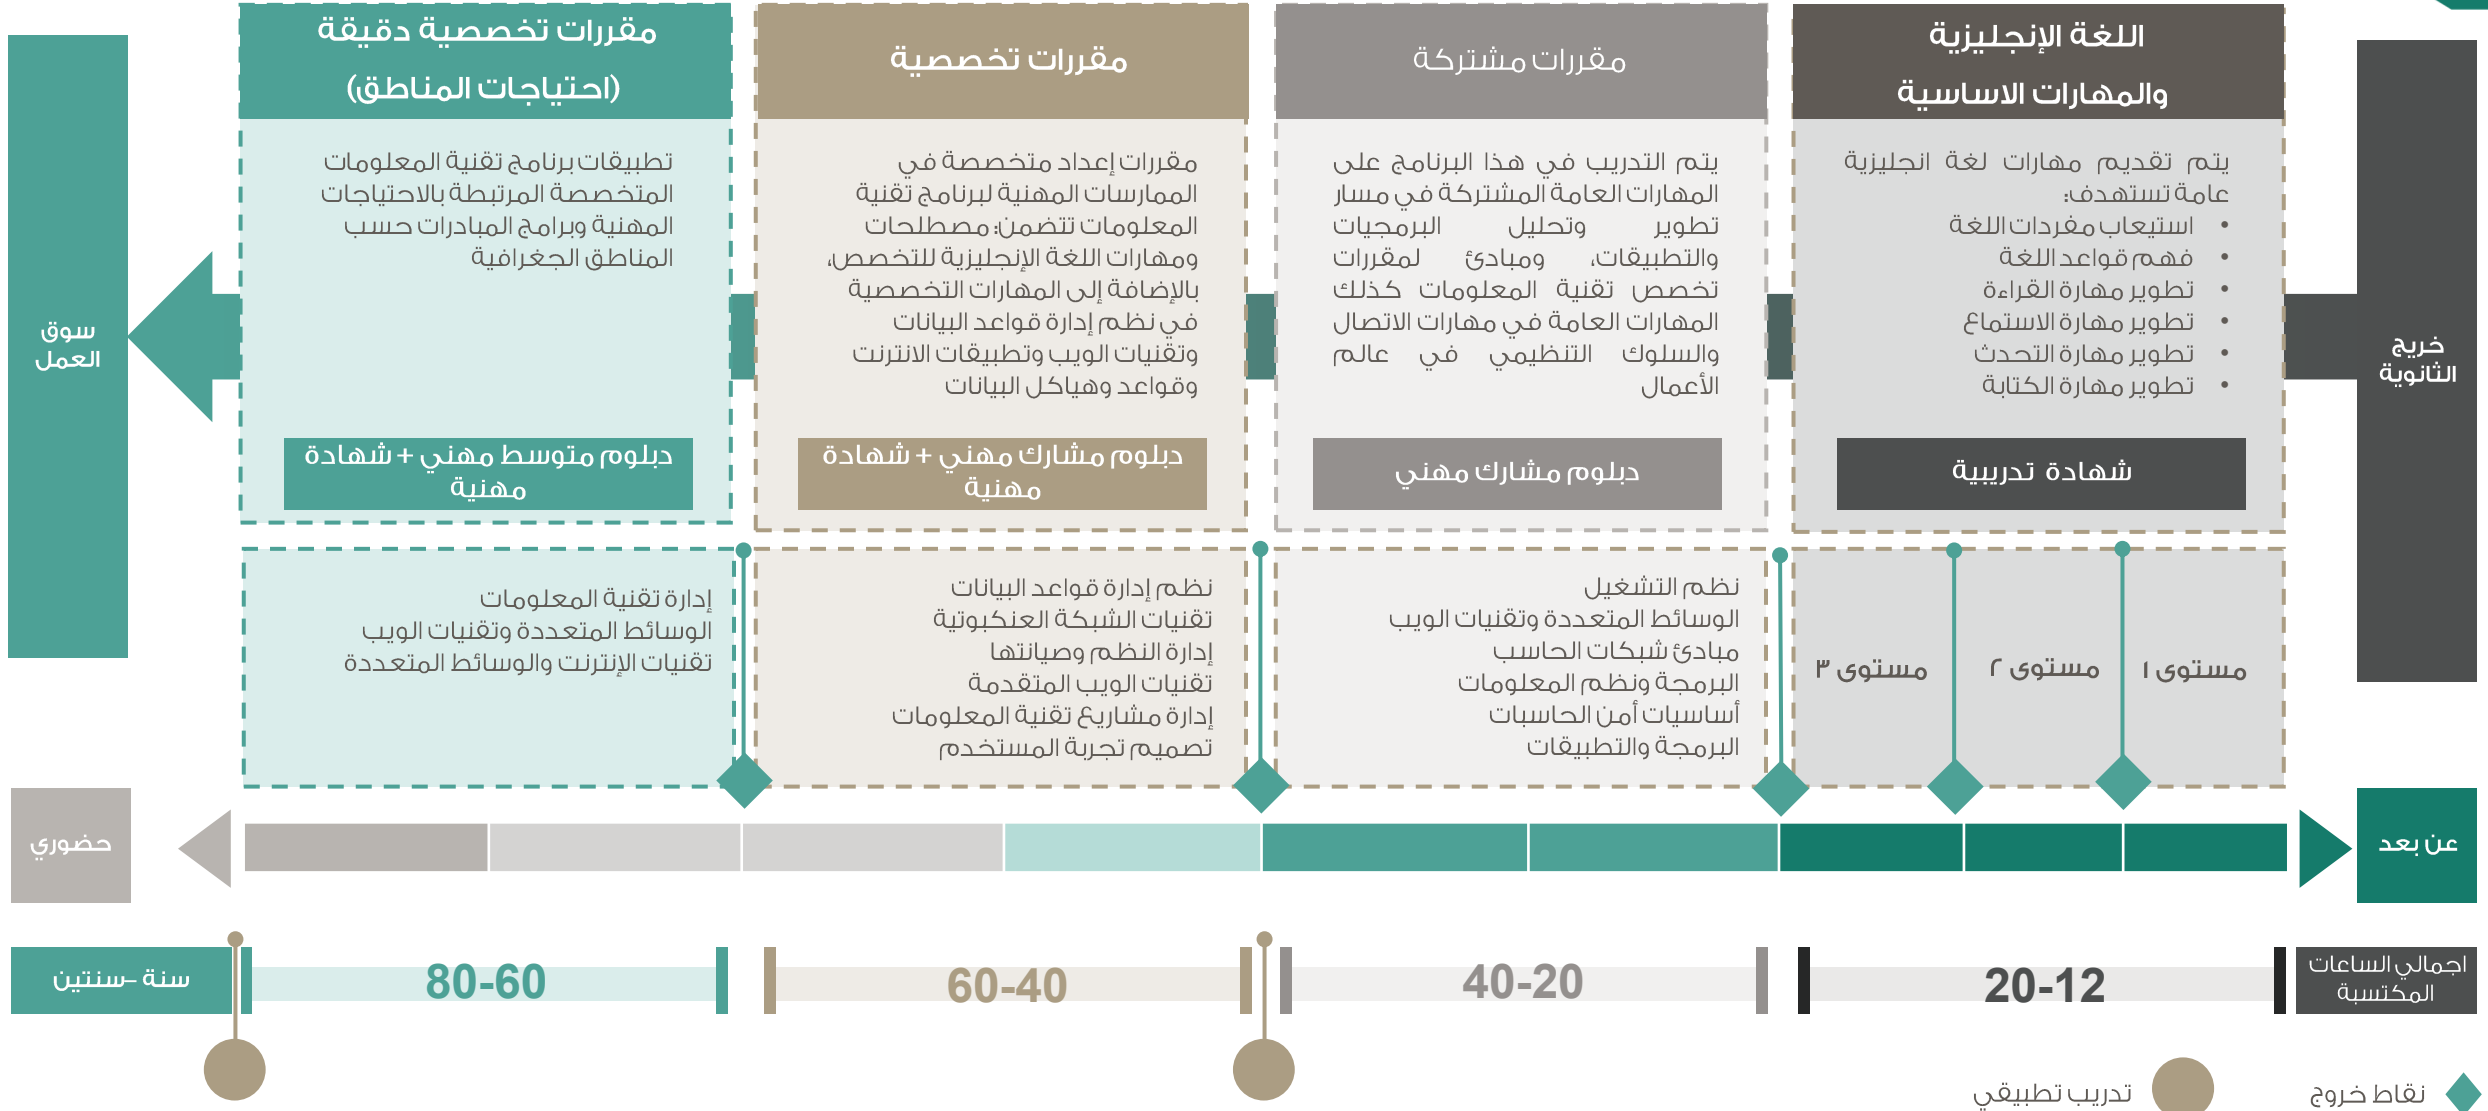 خريج
الثانوية
اللغة الإنجليزية
والمهارات الاساسية
يتم تقديم مهارات لغة انجليزية
عامة تستهدف:
• استيعاب مفردات اللغة
• فهم قواعد اللغة
• تطوير مهارة القراءة
• تطوير مهارة الاستماع
• تطوير مهارة التحدث
• تطوير مهارة الكتابة
شهادة تدريبية
مقررات مشتركة
يتم التدريب في هذا البرنامج على
المهارات العامة المشتركة في مسار
تطوير وتحليل البرمجيات
والتطبيقات، ومبادئ لمقررات
تخصص تقنية المعلومات كذلك
المهارات العامة في مهارات الاتصال
والسلوك التنظيمي في عالم
الأعمال
دبلوم مشارك مهني
مقررات تخصصية
مقررات إعداد متخصصة في
الممارسات المهنية لبرنامج تقنية
المعلومات تتضمن: مصطلحات
ومهارات اللغة الإنجليزية للتخصص،
بالإضافة إلى المهارات التخصصية
في نظم إدارة قواعد البيانات
وتقنيات الويب وتطبيقات الانترنت
وقواعد وهياكل البيانات
دبلوم مشارك مهني + شهادة
مهنية
مقررات تخصصية دقيقة
(احتياجات المناطق)
تطبيقات برنامج تقنية المعلومات
المتخصصة المرتبطة بالاحتياجات
المهنية وبرامج المبادرات حسب
المناطق الجغرافية
دبلوم متوسط مهني + شهادة
مهنية
سوق
العمل
مستوى ١
مستوى ٢
مستوى ٣
نظم التشغيل
الوسائط المتعددة وتقنيات الويب
مبادئ شبكات الحاسب
البرمجة ونظم المعلومات
أساسيات أمن الحاسبات
البرمجة والتطبيقات
نظم إدارة قواعد البيانات
تقنيات الشبكة العنكبوتية
إدارة النظم وصيانتها
تقنيات الويب المتقدمة
إدارة مشاريع تقنية المعلومات
تصميم تجربة المستخدم
إدارة تقنية المعلومات
الوسائط المتعددة وتقنيات الويب
تقنيات الإنترنت والوسائط المتعددة
عن بعد
حضوري
اجمالي الساعات
المكتسبة
20-12
40-20
60-40
80-60
سنة –سنتين
نقاط خروج
تدريب تطبيقي